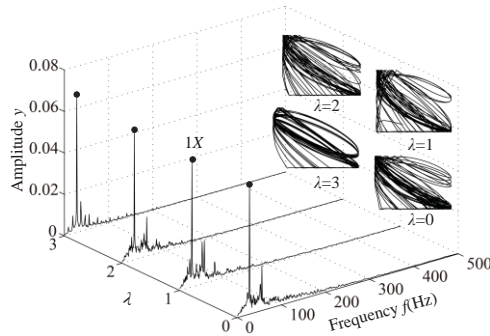 0.08
0.06
0.04
0.02
0
Amplitude y
3
2
1
0
λ
1X
0
100
200
300
400
500
Frequency f(Hz)
λ=2
λ=1
λ=3
λ=0